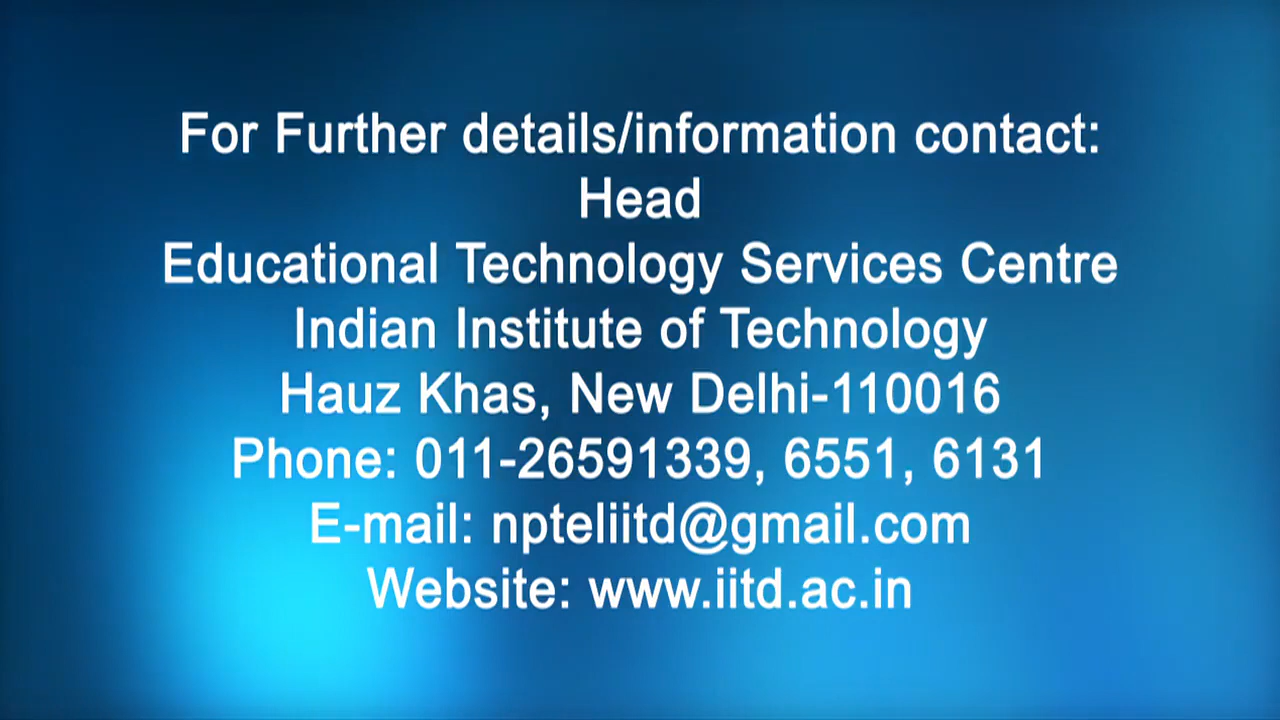 For Further details/information contact:
Head
Educational Technology Services Centre
Indian Institute of Technology
Hauz Khas, New Delhi-110016
Phone: 011-26591339, 6551, 6131
E-mail: npteliitd@gmail.com
Website: www.iitd.ac.in